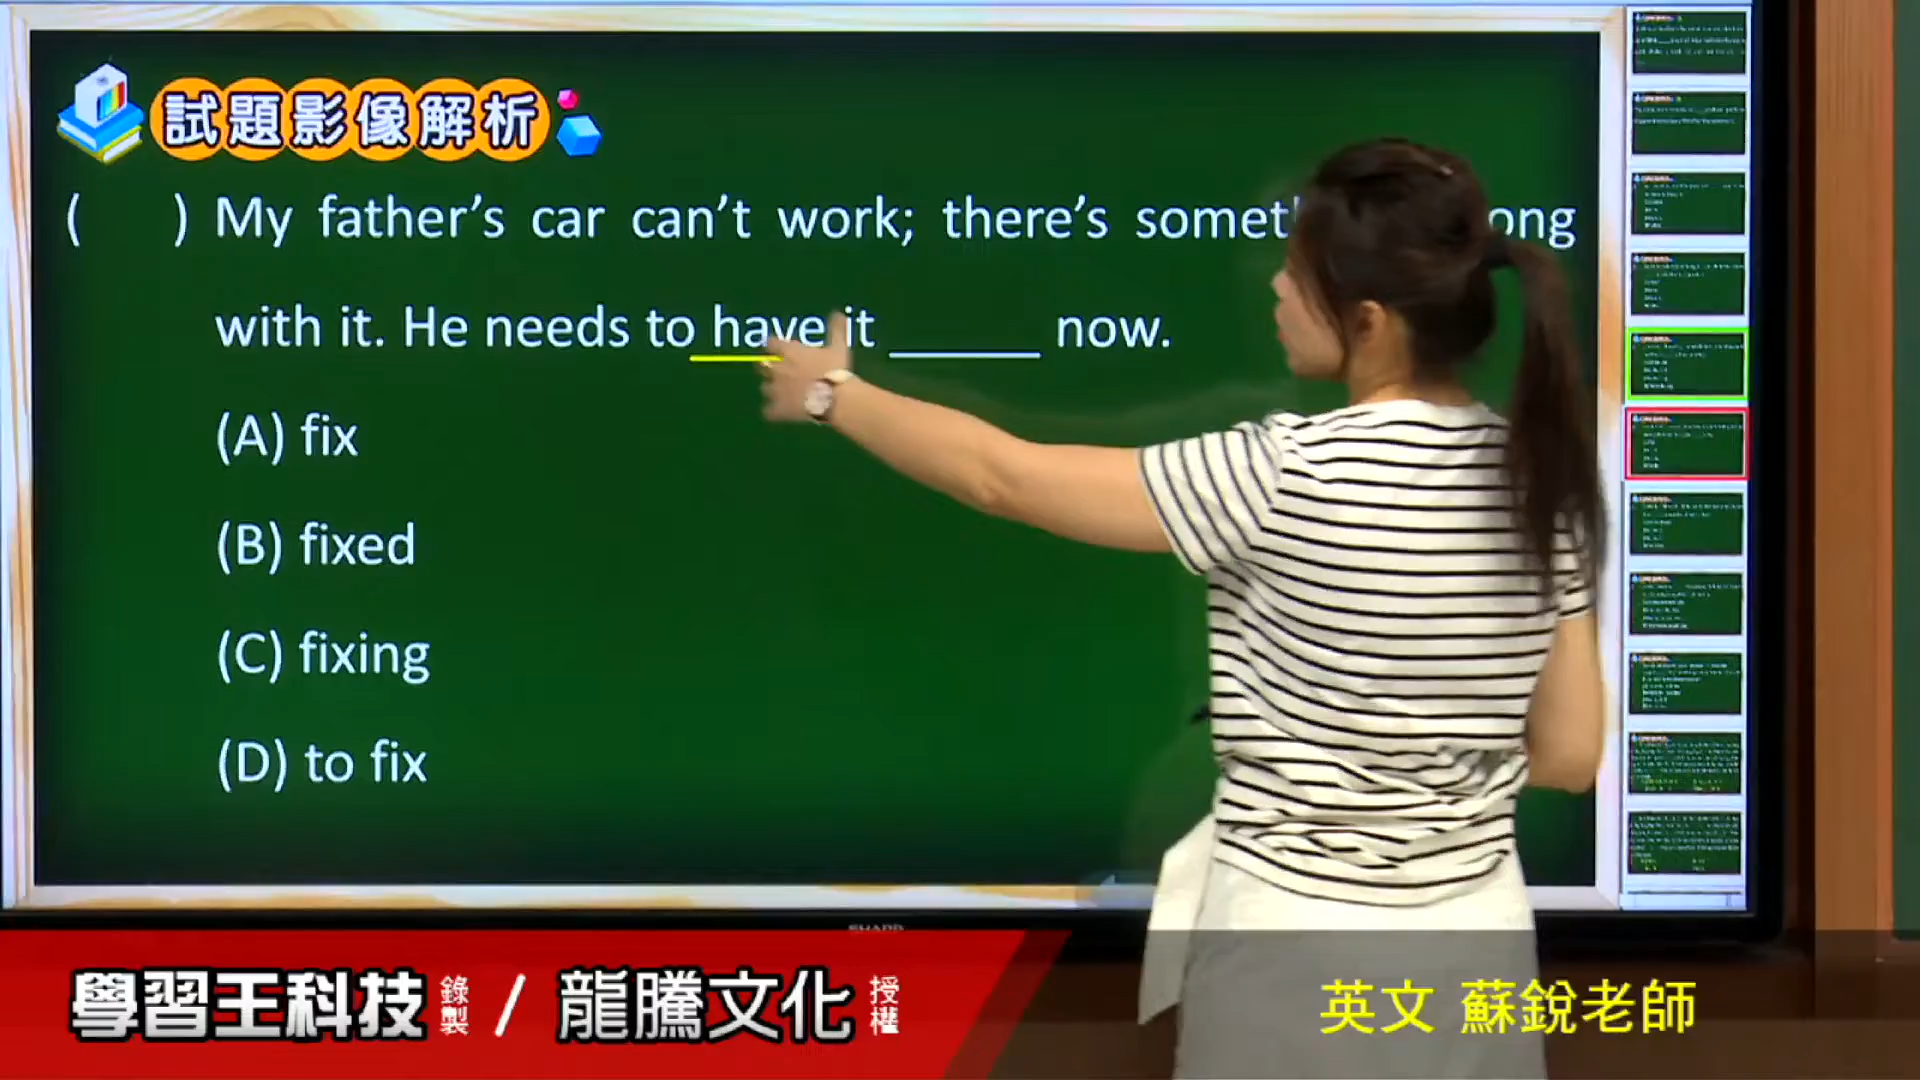 試題影像解析
( ) My father's car can't work; there's somet ong
with it. He needs to have it ______ now.
(A) fix
(B) fixed
(C) fixing
(D) to fix
SHARP
學習王科技 錄製 / 龍騰文化 授權
英文 蘇銳老師